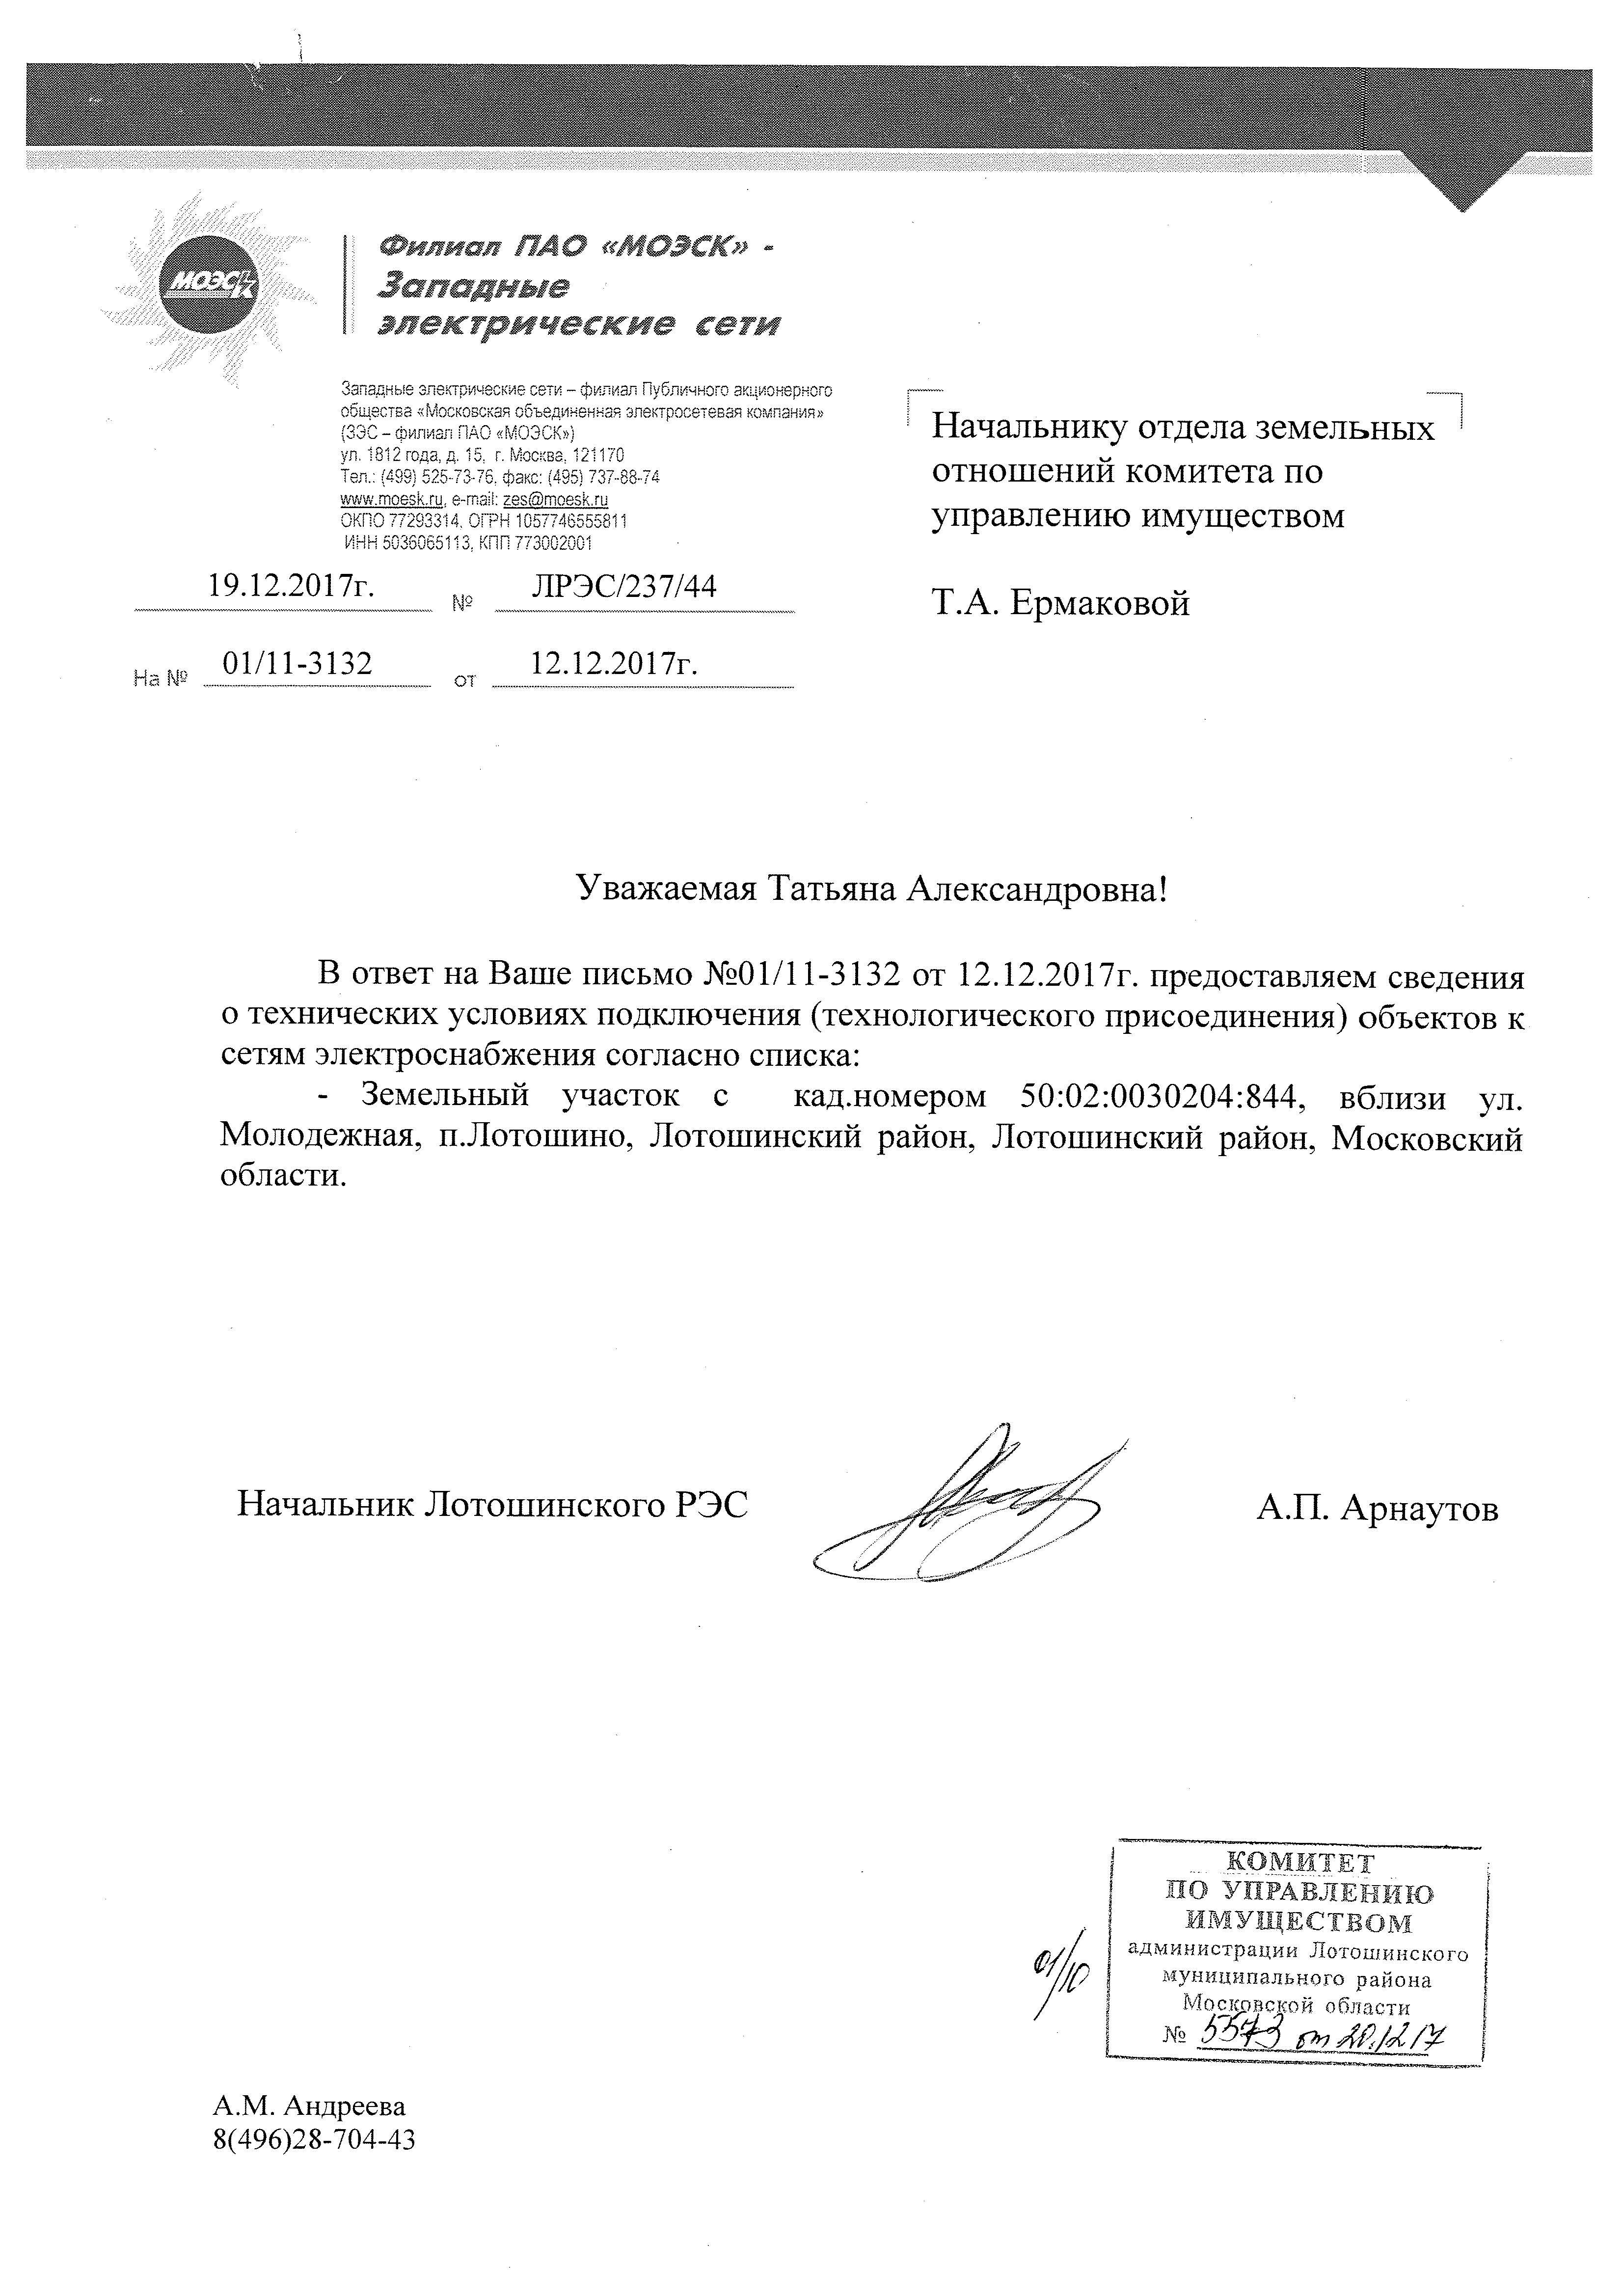 МОЭСК
Филиал ПАО «МОЭСК» -
Западные
электрические сети
Западные электрические сети – филиал Публичного акционерного
общества «Московская объединенная электросетевая компания»
(ЗЭС – филиал ПАО «МОЭСК»)
ул. 1812 года, д. 15, г. Москва, 121170
Тел.: (499) 525-73-76, факс: (495) 737-88-74
www.moesk.ru, e-mail: zes@moesk.ru
ОКПО 77293314, ОГРН 1057746555811
ИНН 5036065113, КПП 773002001
19.12.2017г. № ЛРЭС/237/44
На № 01/11-3132 от 12.12.2017г.
Начальнику отдела земельных
отношений комитета по
управлению имуществом
Т.А. Ермаковой
Уважаемая Татьяна Александровна!
В ответ на Ваше письмо №01/11-3132 от 12.12.2017г. предоставляем сведения
о технических условиях подключения (технологического присоединения) объектов к
сетям электроснабжения согласно списка:
- Земельный участок с кад.номером 50:02:0030204:844, вблизи ул.
Молодежная, п.Лотошино, Лотошинский район, Лотошинский район, Московский
области.
Начальник Лотошинского РЭС А.П. Арнаутов
КОМИТЕТ
ПО УПРАВЛЕНИЮ
ИМУЩЕСТВОМ
администрации Лотошинского
муниципального района
Московской области
№ 5573 от 20.12.17
01/10
А.М. Андреева
8(496)28-704-43